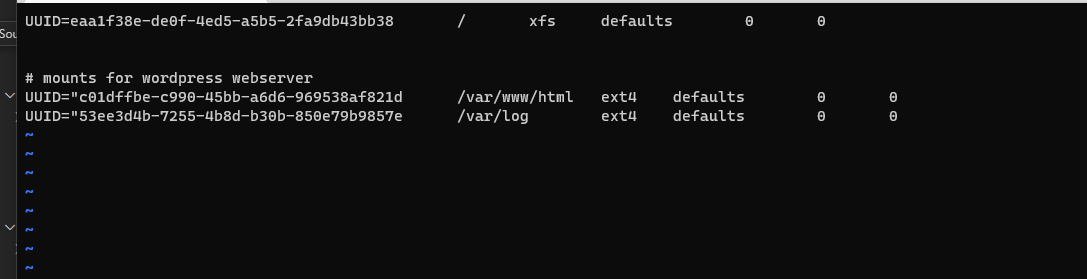 UUID=eaa1f38e-de0f-4ed5-a5b5-2fa9db43bb38 / xfs defaults 0 0
Sou
# mounts for wordpress webserver
UUID="c01dffbe-c990-45bb-a6d6-969538af821d /var/www/html ext4 defaults 0 0
UUID="53ee3d4b-7255-4b8d-b30b-850e79b9857e /var/log ext4 defaults 0 0
~
~
~
~
~
~
~
~